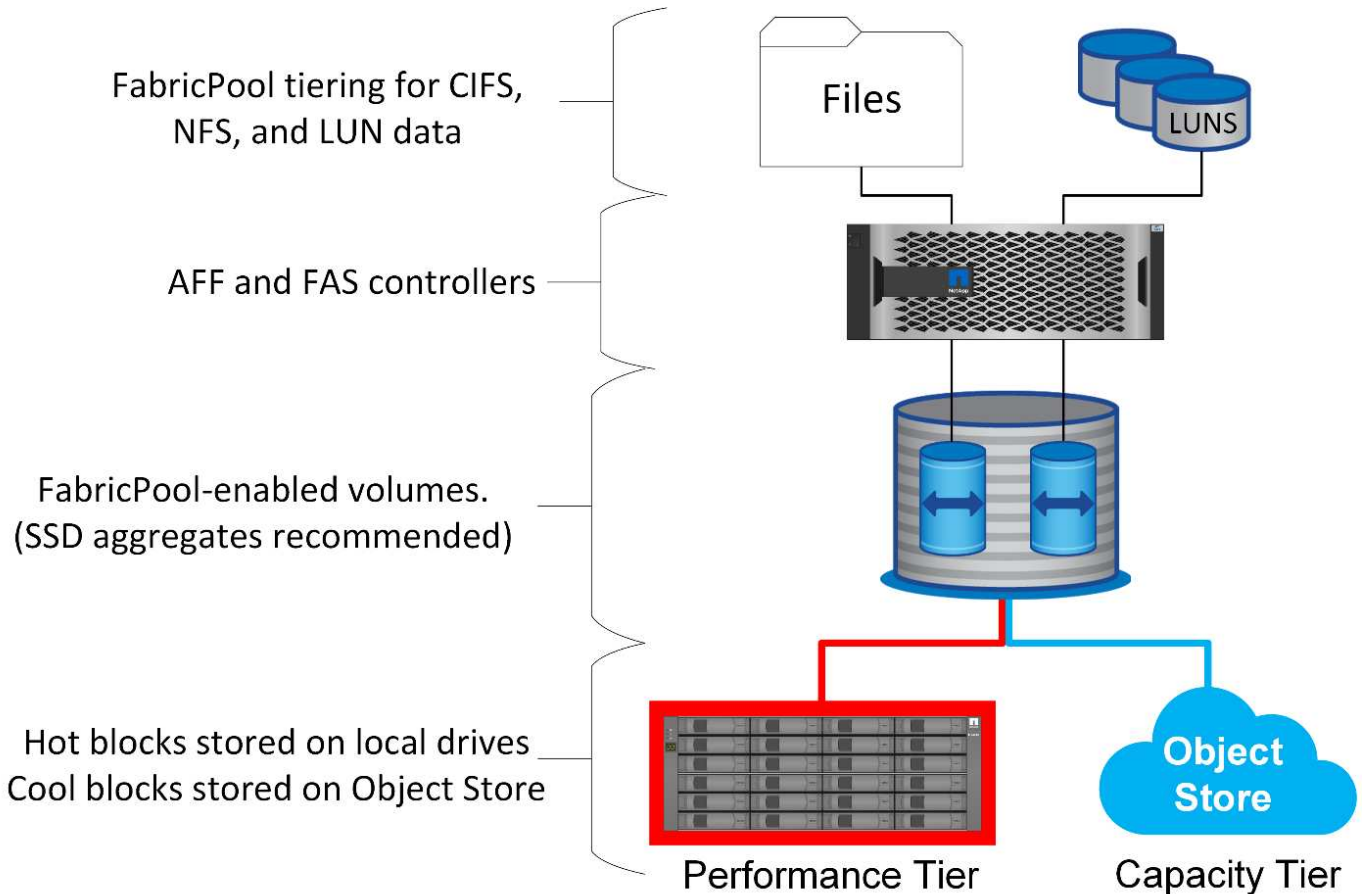 FabricPool tiering for CIFS,
NFS, and LUN data
Files
LUNS
AFF and FAS controllers
NetApp
FabricPool-enabled volumes.
(SSD aggregates recommended)
Hot blocks stored on local drives
Cool blocks stored on Object Store
Object
Store
Performance Tier
Capacity Tier